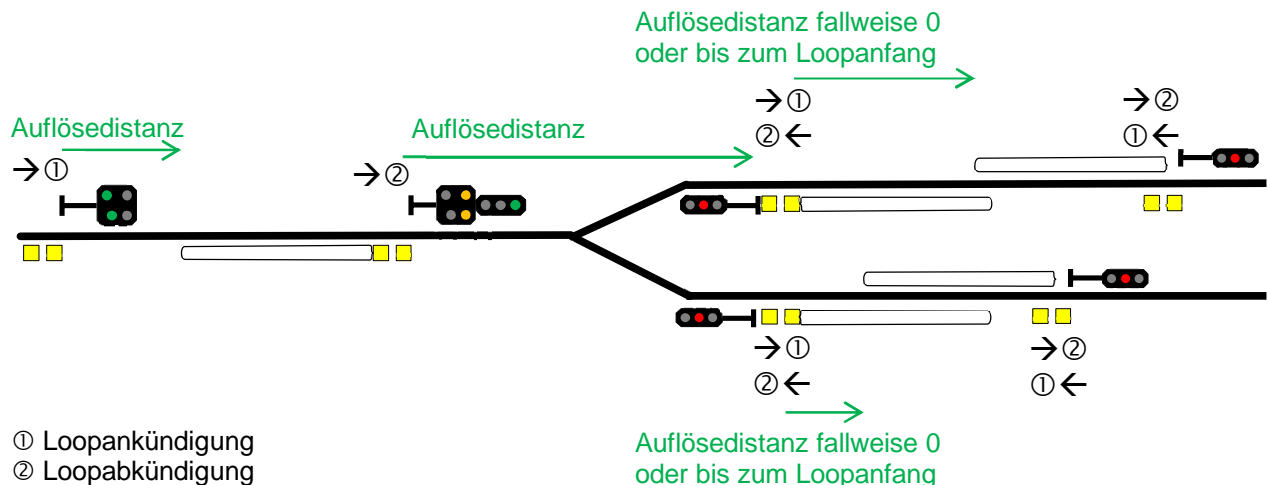 Auflösedistanz fallweise 0
oder bis zum Loopanfang
→① →②
Auflösedistanz Auflösedistanz ②← ①←
→① →②
→① →②
②← ①←
Auflösedistanz fallweise 0
oder bis zum Loopanfang
① Loopankündigung
② Loopabkündigung